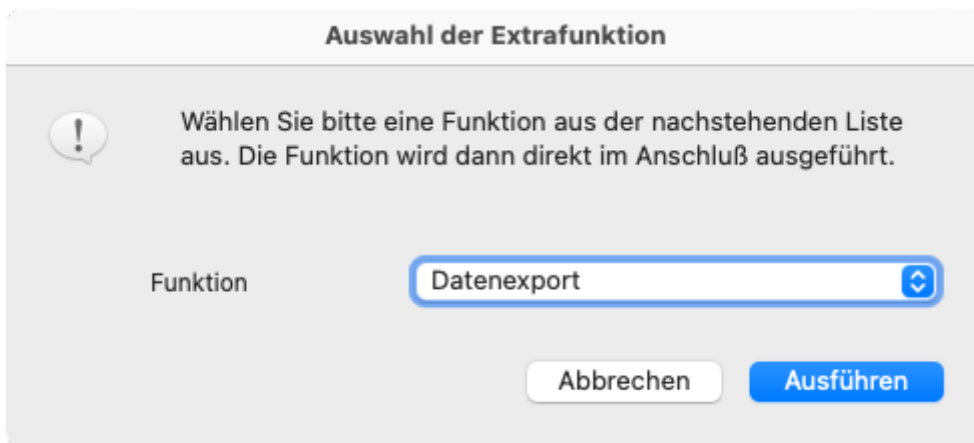 Auswahl der Extrafunktion
Wählen Sie bitte eine Funktion aus der nachstehenden Liste
aus. Die Funktion wird dann direkt im Anschluß ausgeführt.
Funktion Datenexport
Abbrechen Ausführen